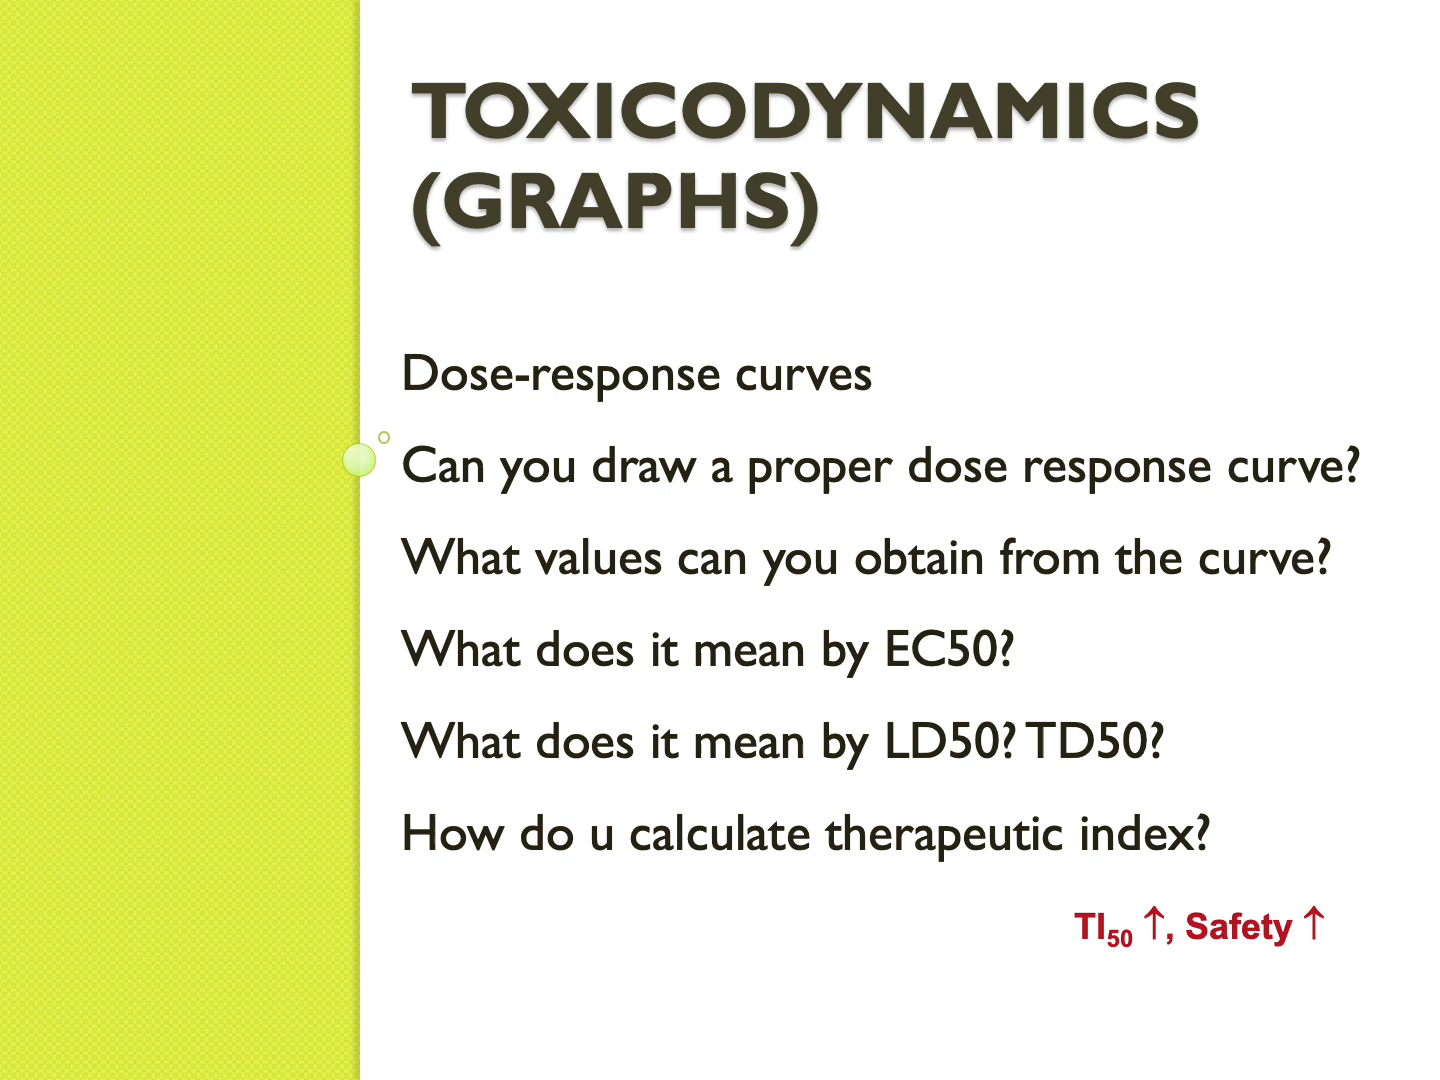 TOXICODYNAMICS
(GRAPHS)
Dose-response curves
Can you draw a proper dose response curve?
What values can you obtain from the curve?
What does it mean by EC50?
What does it mean by LD50? TD50?
How do u calculate therapeutic index?
TI50 ↑, Safety ↑